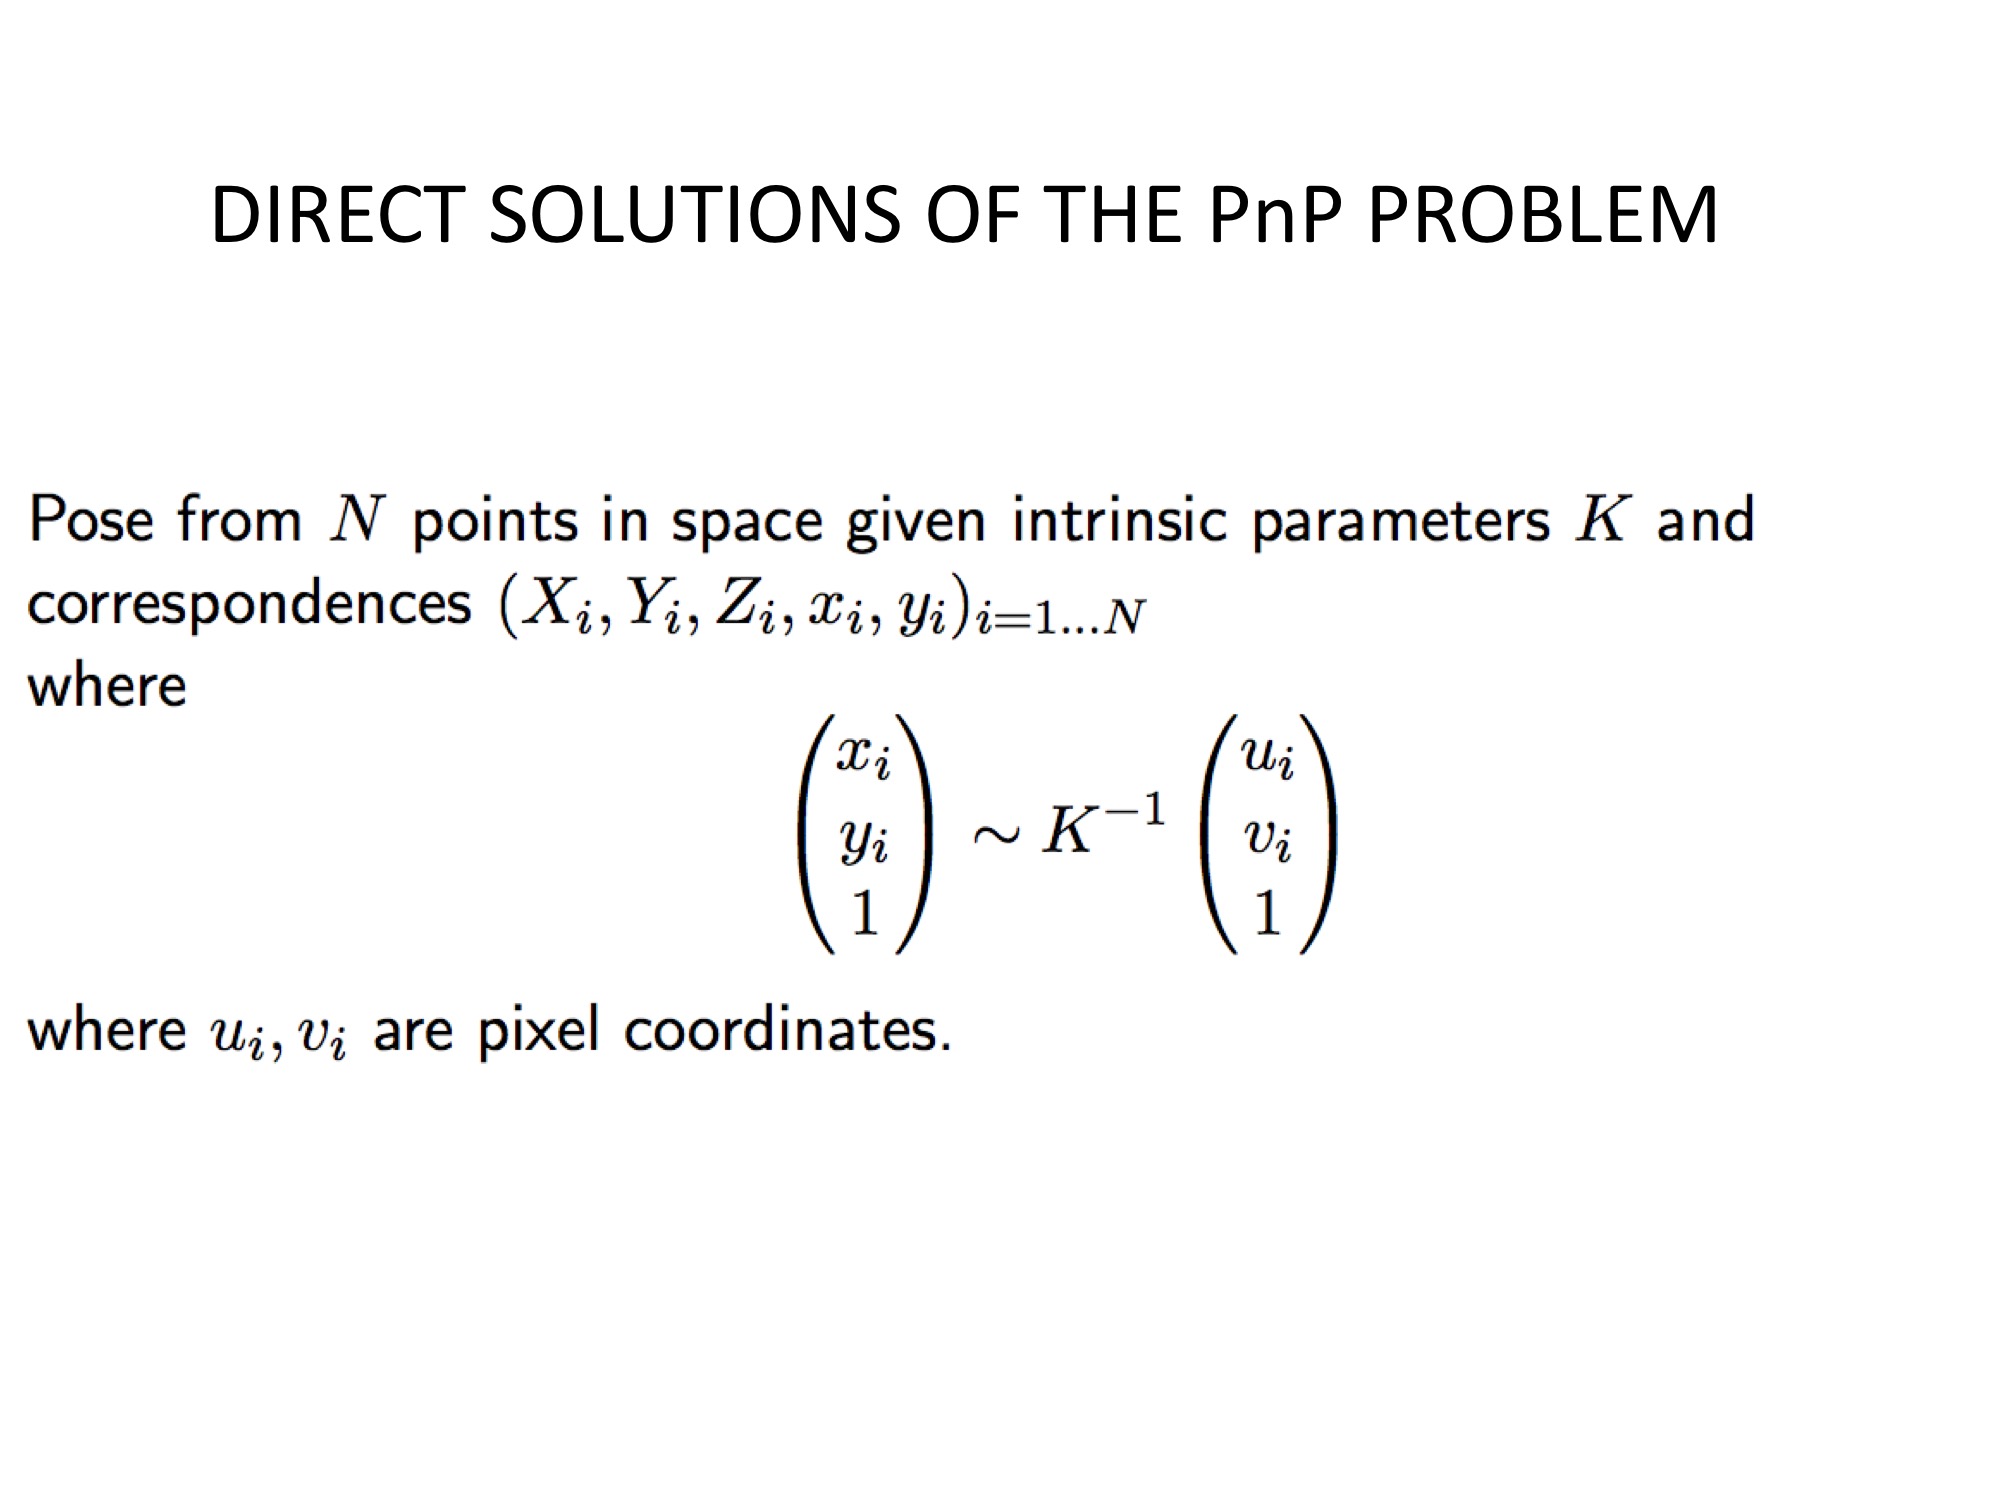 DIRECT SOLUTIONS OF THE PnP PROBLEM
Pose from N points in space given intrinsic parameters K and
correspondences (X_i, Y_i, Z_i, x_i, y_i)_{i=1...N}
where
\begin{pmatrix} x_i \\ y_i \\ 1 \end{pmatrix} \sim K^{-1} \begin{pmatrix} u_i \\ v_i \\ 1 \end{pmatrix}
where u_i, v_i are pixel coordinates.